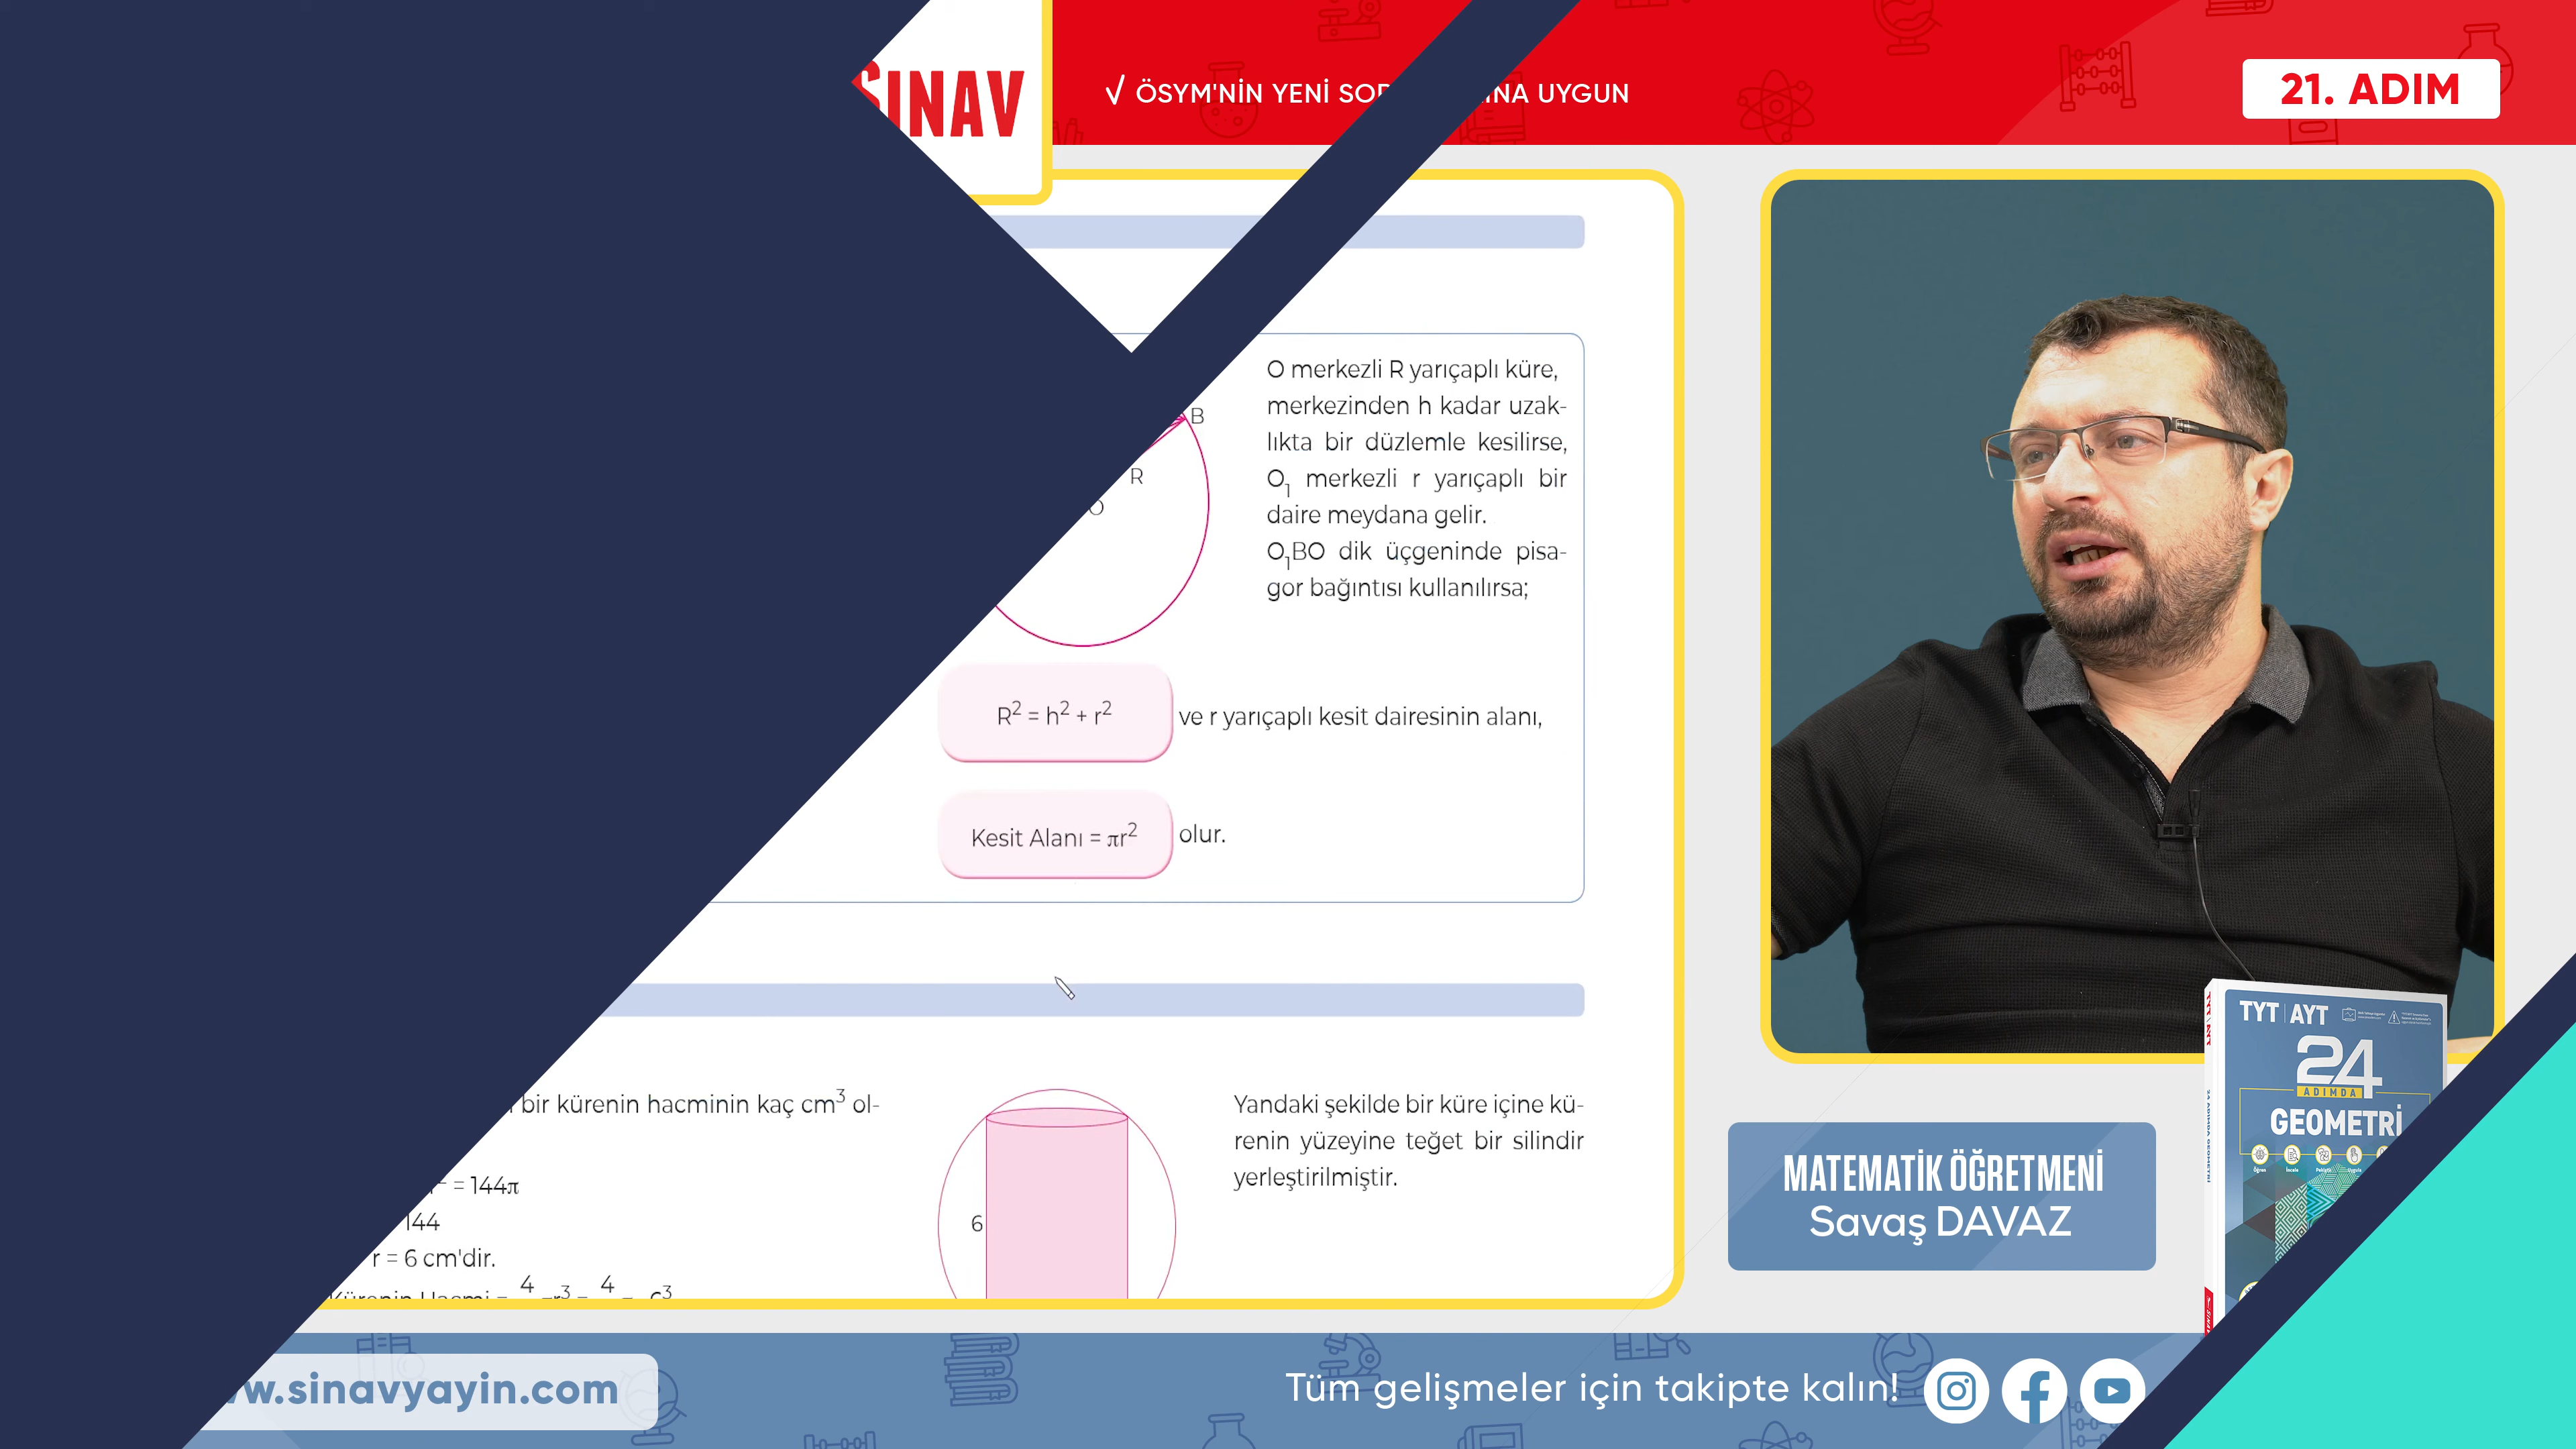 SINAV
√ ÖSYM'NİN YENİ
UYGUN
21. ADIM
B
R
O
O merkezli R yarıçaplı küre,
merkezinden h kadar uzak-
lıkta bir düzlemle kesilirse,
O₁ merkezli r yarıçaplı bir
daire meydana gelir.
O₁BO dik üçgeninde pisa-
gor bağıntısı kullanılırsa;
R² = h² + r² ve r yarıçaplı kesit dairesinin alanı,
Kesit Alanı = πr² olur.
bir kürenin hacminin kaç cm³ ol-
= 144π
144
r = 6 cm'dir.
Kürenin Hacmi =
6
Yandaki şekilde bir küre içine kü-
renin yüzeyine teğet bir silindir
yerleştirilmiştir.
TYT AYT
24
ADIMDA
GEOMETRİ
MATEMATİK ÖĞRETMENİ
Savaş DAVAZ
w.sinavyayin.com
Tüm gelişmeler için takipte kalın!